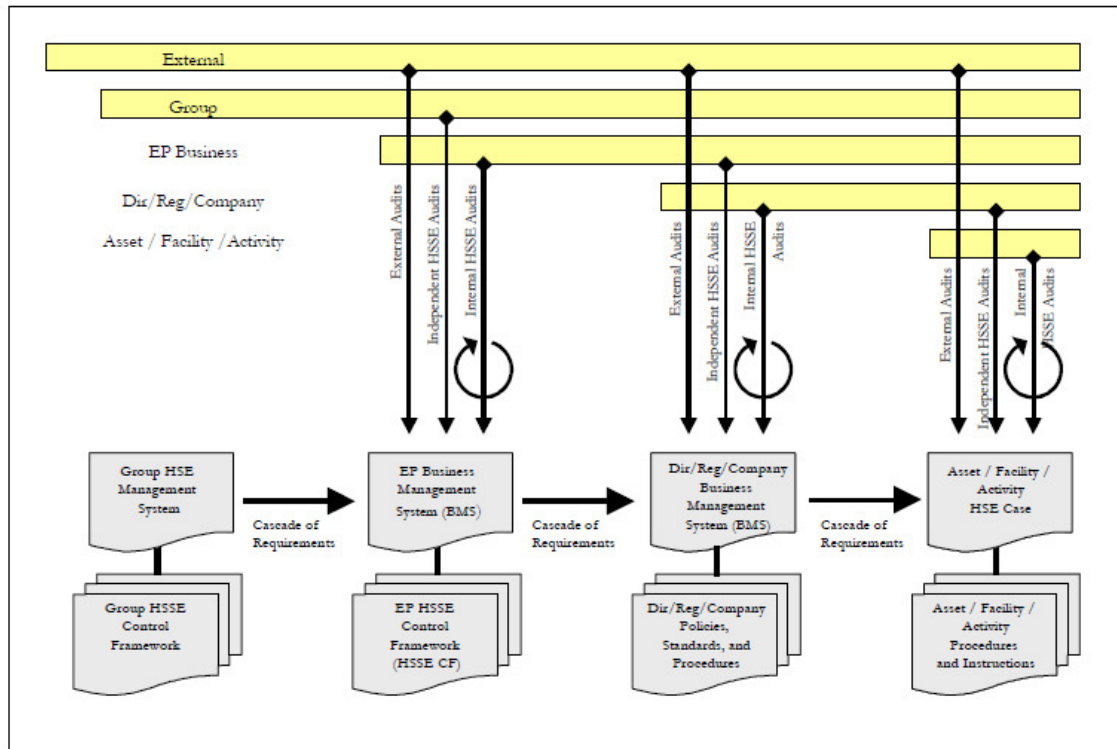 External
Group
EP Business
Dir/Reg/Company
Asset / Facility /Activity
External Audits
Independent HSSE Audits
Internal HSSE Audits
External Audits
Independent HSSE Audits
Internal HSSE
Audits
External Audits
Independent HSSE Audits
Internal
HSSE Audits
Group HSE
Management
System
Cascade of
Requirements
EP Business
Management
System (BMS)
Cascade of
Requirements
Dir/Reg/Company
Business
Management
System (BMS)
Cascade of
Requirements
Asset / Facility /
Activity
HSE Case
Group HSSE
Control
Framework
EP HSSE
Control
Framework
(HSSE CF)
Dir/Reg/Company
Policies,
Standards, and
Procedures
Asset / Facility /
Activity
Procedures
and Instructions